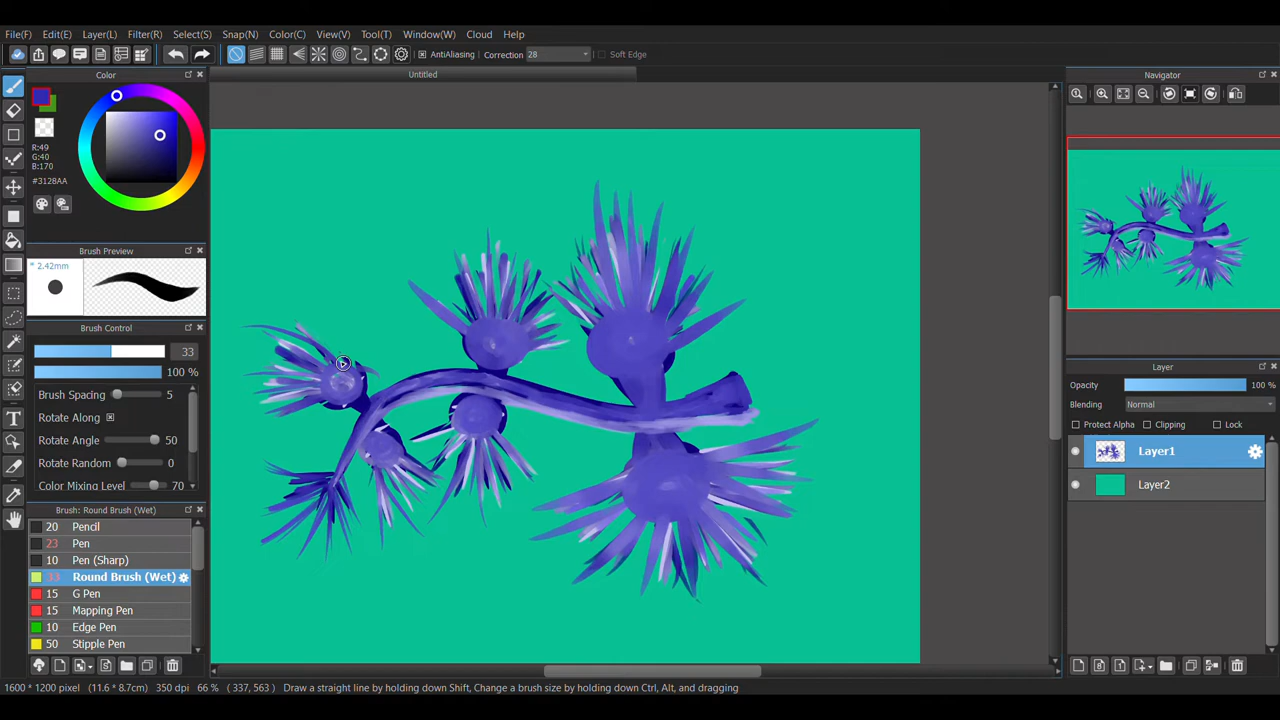 File(F) Edit(E) Layer(L) Filter(R) Select(S) Snap(N) Color(C) View(V) Tool(T) Window(W) Cloud Help
AntiAliasing Correction 28 Soft Edge
Color
Untitled
Navigator
R:49
G:40
B:170
#3128AA
Brush Preview
* 2.42mm
Brush Control
33
100 %
Brush Spacing 5
Rotate Along
Rotate Angle 50
Rotate Random 0
Color Mixing Level 70
Brush: Round Brush (Wet)
20 Pencil
23 Pen
10 Pen (Sharp)
33 Round Brush (Wet)
15 G Pen
15 Mapping Pen
10 Edge Pen
50 Stipple Pen
Layer
Opacity 100 %
Blending Normal
Protect Alpha Clipping Lock
Layer1
Layer2
1600 * 1200 pixel (11.6 * 8.7cm) 350 dpi 66 % ( 337, 563 ) Draw a straight line by holding down Shift, Change a brush size by holding down Ctrl, Alt, and dragging